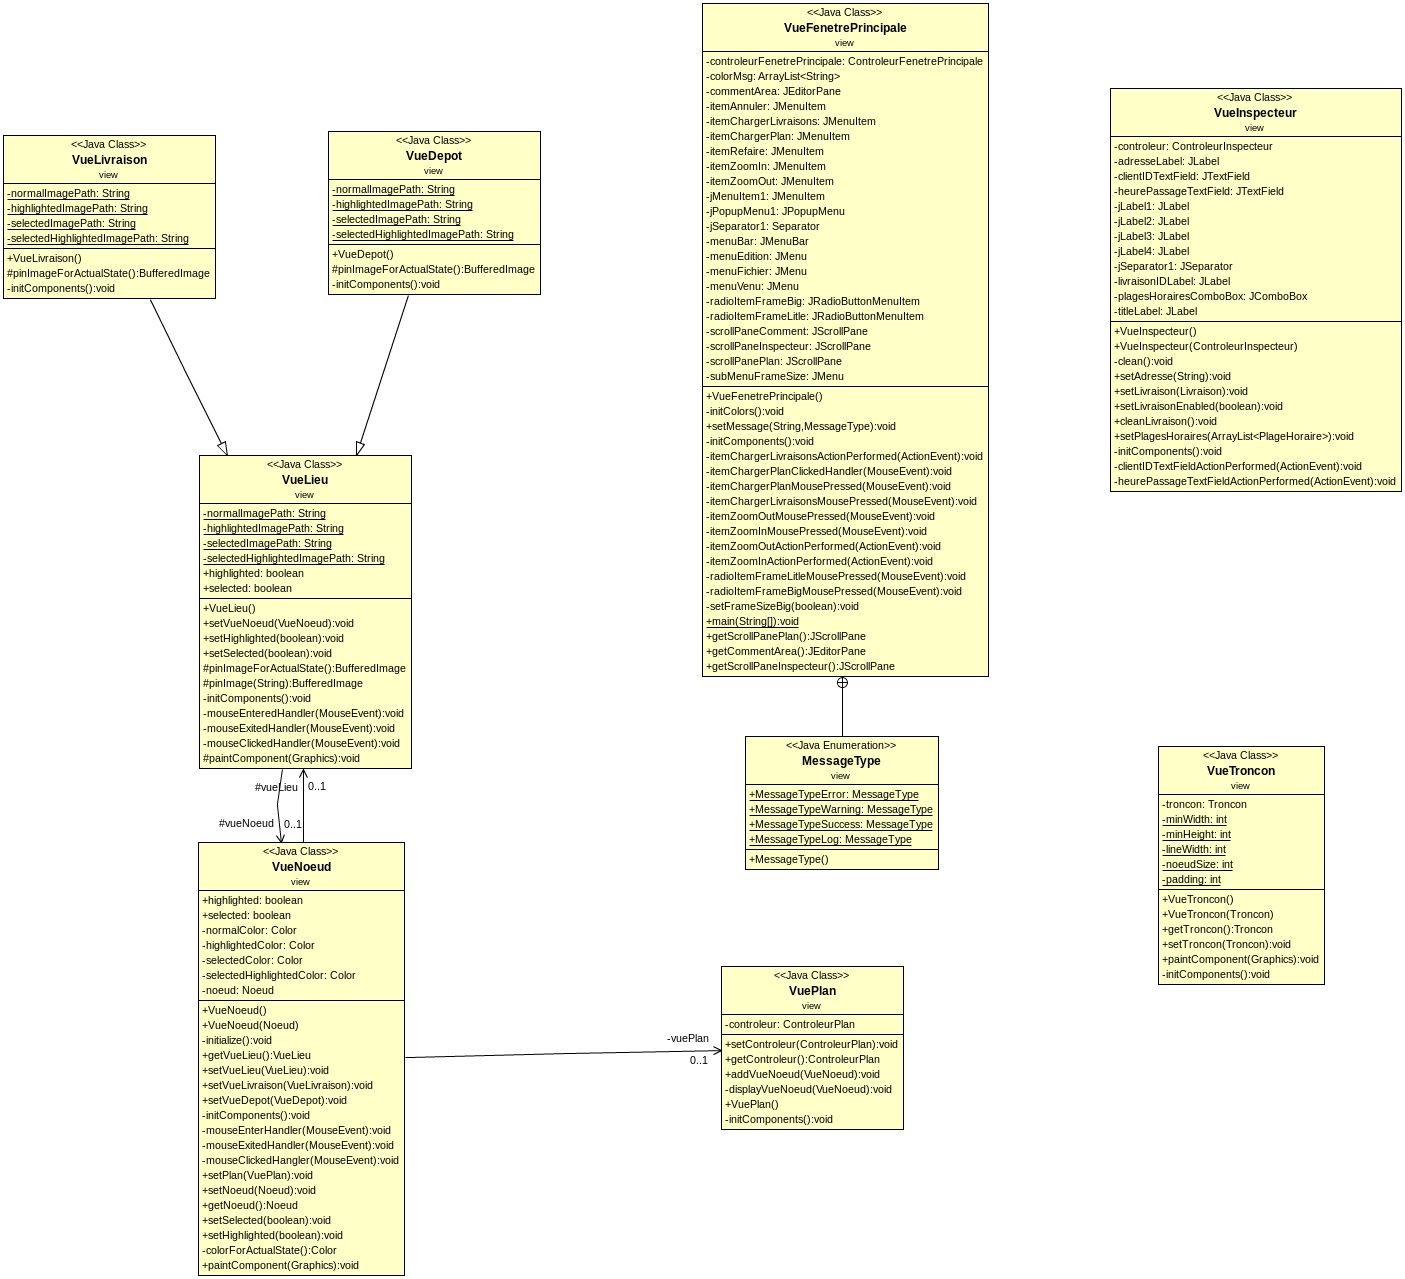 <<Java Class>>
VueFenetrePrincipale
view
-controleurFenetrePrincipale: ControleurFenetrePrincipale
-colorMsg: ArrayList<String>
-commentArea: JEditorPane
-itemAnnuler: JMenuItem
-itemChargerLivraisons: JMenuItem
-itemChargerPlan: JMenuItem
-itemRefaire: JMenuItem
-itemZoomIn: JMenuItem
-itemZoomOut: JMenuItem
-jMenuItem1: JMenuItem
-jPopupMenu1: JPopupMenu
-jSeparator1: Separator
-menuBar: JMenuBar
-menuEdition: JMenu
-menuFichier: JMenu
-menuVenu: JMenu
-radioItemFrameBig: JRadioButtonMenuItem
-radioItemFrameLitle: JRadioButtonMenuItem
-scrollPaneComment: JScrollPane
-scrollPaneInspecteur: JScrollPane
-scrollPanePlan: JScrollPane
-subMenuFrameSize: JMenu
+VueFenetrePrincipale()
-initColors():void
+setMessage(String,MessageType):void
-initComponents():void
-itemChargerLivraisonsActionPerformed(ActionEvent):void
-itemChargerPlanClickedHandler(MouseEvent):void
-itemChargerPlanMousePressed(MouseEvent):void
-itemChargerLivraisonsMousePressed(MouseEvent):void
-itemZoomOutMousePressed(MouseEvent):void
-itemZoomInMousePressed(MouseEvent):void
-itemZoomOutActionPerformed(ActionEvent):void
-itemZoomInActionPerformed(ActionEvent):void
-radioItemFrameLitleMousePressed(MouseEvent):void
-radioItemFrameBigMousePressed(MouseEvent):void
-setFrameSizeBig(boolean):void
+main(String[]):void
+getScrollPanePlan():JScrollPane
+getCommentArea():JEditorPane
+getScrollPaneInspecteur():JScrollPane
<<Java Class>>
VueInspecteur
view
-controleur: ControleurInspecteur
-adresseLabel: JLabel
-clientIDTextField: JTextField
-heurePassageTextField: JTextField
-jLabel1: JLabel
-jLabel2: JLabel
-jLabel3: JLabel
-jLabel4: JLabel
-jSeparator1: JSeparator
-livraisonIDLabel: JLabel
-plagesHorairesComboBox: JComboBox
-titleLabel: JLabel
+VueInspecteur()
+VueInspecteur(ControleurInspecteur)
-clean():void
+setAdresse(String):void
+setLivraison(Livraison):void
+setLivraisonEnabled(boolean):void
+cleanLivraison():void
+setPlagesHoraires(ArrayList<PlageHoraire>):void
-initComponents():void
-clientIDTextFieldActionPerformed(ActionEvent):void
-heurePassageTextFieldActionPerformed(ActionEvent):void
<<Java Class>>
VueLivraison
view
-normalImagePath: String
-highlightedImagePath: String
-selectedImagePath: String
-selectedHighlightedImagePath: String
+VueLivraison()
#pinImageForActualState():BufferedImage
-initComponents():void
<<Java Class>>
VueDepot
view
-normalImagePath: String
-highlightedImagePath: String
-selectedImagePath: String
-selectedHighlightedImagePath: String
+VueDepot()
#pinImageForActualState():BufferedImage
-initComponents():void
<<Java Class>>
VueLieu
view
-normalImagePath: String
-highlightedImagePath: String
-selectedImagePath: String
-selectedHighlightedImagePath: String
+highlighted: boolean
+selected: boolean
+VueLieu()
+setVueNoeud(VueNoeud):void
+setHighlighted(boolean):void
+setSelected(boolean):void
#pinImageForActualState():BufferedImage
#pinImage(String):BufferedImage
-initComponents():void
-mouseEnteredHandler(MouseEvent):void
-mouseExitedHandler(MouseEvent):void
-mouseClickedHandler(MouseEvent):void
#paintComponent(Graphics):void
#vueLieu
0..1
#vueNoeud
0..1
<<Java Class>>
VueNoeud
view
+highlighted: boolean
+selected: boolean
-normalColor: Color
-highlightedColor: Color
-selectedColor: Color
-selectedHighlightedColor: Color
-noeud: Noeud
+VueNoeud()
+VueNoeud(Noeud)
-initialize():void
+getVueLieu():VueLieu
+setVueLieu(VueLieu):void
+setVueLivraison(VueLivraison):void
+setVueDepot(VueDepot):void
-initComponents():void
-mouseEnterHandler(MouseEvent):void
-mouseExitedHandler(MouseEvent):void
-mouseClickedHangler(MouseEvent):void
+setPlan(VuePlan):void
+setNoeud(Noeud):void
+getNoeud():Noeud
+setSelected(boolean):void
+setHighlighted(boolean):void
-colorForActualState():Color
+paintComponent(Graphics):void
<<Java Enumeration>>
MessageType
view
+MessageTypeError: MessageType
+MessageTypeWarning: MessageType
+MessageTypeSuccess: MessageType
+MessageTypeLog: MessageType
+MessageType()
-vuePlan
0..1
<<Java Class>>
VuePlan
view
-controleur: ControleurPlan
+setControleur(ControleurPlan):void
+getControleur():ControleurPlan
+addVueNoeud(VueNoeud):void
-displayVueNoeud(VueNoeud):void
+VuePlan()
-initComponents():void
<<Java Class>>
VueTroncon
view
-troncon: Troncon
-minWidth: int
-minHeight: int
-lineWidth: int
-noeudSize: int
-padding: int
+VueTroncon()
+VueTroncon(Troncon)
+getTroncon():Troncon
+setTroncon(Troncon):void
+paintComponent(Graphics):void
-initComponents():void